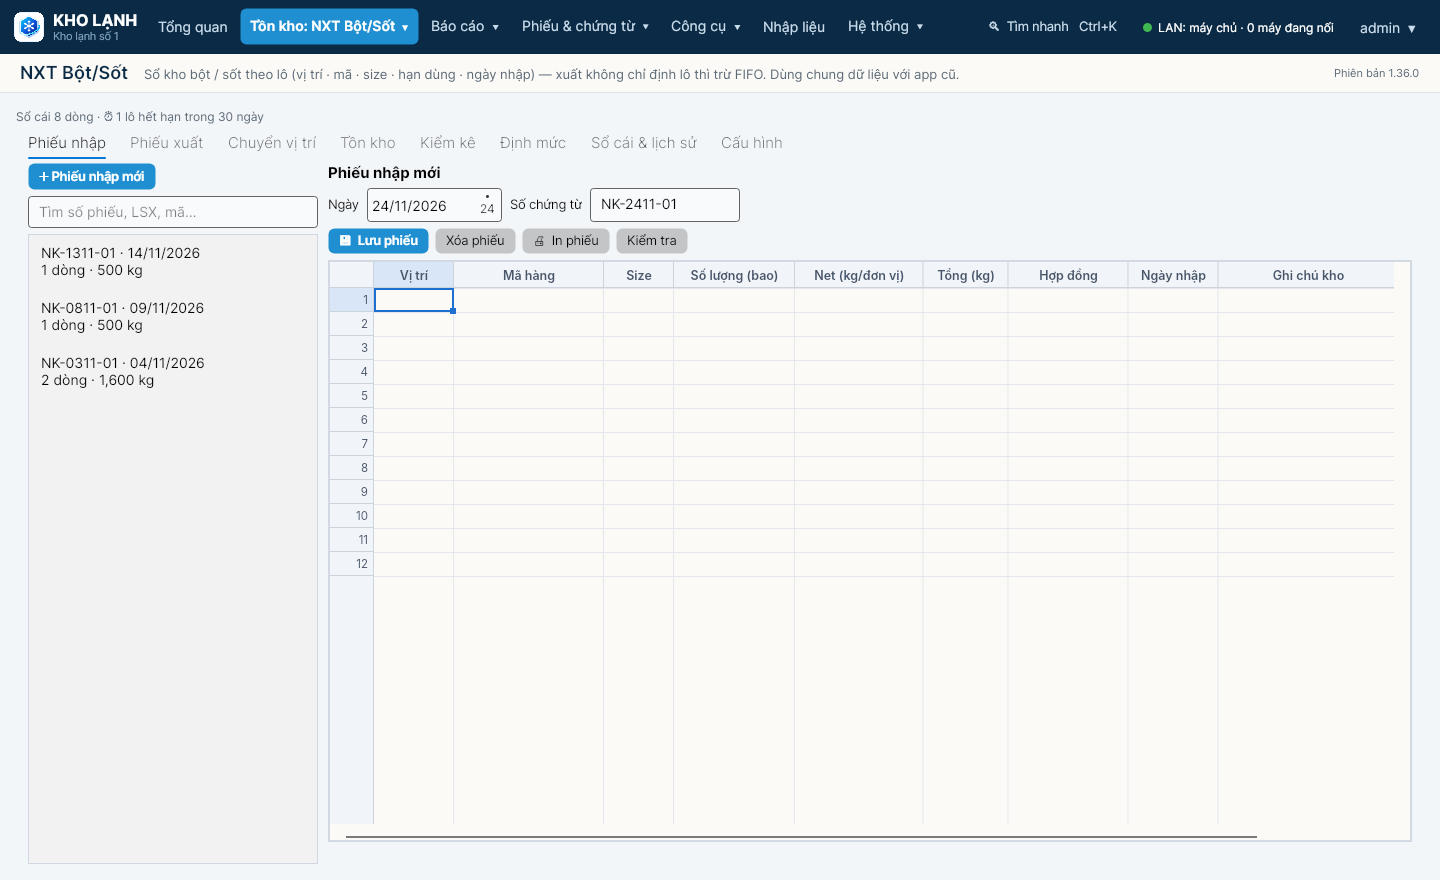 KHO LẠNH
Kho lạnh số 1
Tổng quan
Tồn kho: NXT Bột/Sốt ▾
Báo cáo ▾
Phiếu & chứng từ ▾
Công cụ ▾
Nhập liệu
Hệ thống ▾
Tìm nhanh Ctrl+K
LAN: máy chủ · 0 máy đang nối
admin ▾
NXT Bột/Sốt
Sổ kho bột / sốt theo lô (vị trí · mã · size · hạn dùng · ngày nhập) — xuất không chỉ định lô thì trừ FIFO. Dùng chung dữ liệu với app cũ.
Phiên bản 1.36.0
Sổ cái 8 dòng · ⏰ 1 lô hết hạn trong 30 ngày
Phiếu nhập
Phiếu xuất
Chuyển vị trí
Tồn kho
Kiểm kê
Định mức
Sổ cái & lịch sử
Cấu hình
+ Phiếu nhập mới
Tìm số phiếu, LSX, mã...
NK-1311-01 · 14/11/2026
1 dòng · 500 kg
NK-0811-01 · 09/11/2026
1 dòng · 500 kg
NK-0311-01 · 04/11/2026
2 dòng · 1,600 kg
Phiếu nhập mới
Ngày 24/11/2026 24 Số chứng từ NK-2411-01
Lưu phiếu
Xóa phiếu
In phiếu
Kiểm tra
Vị trí Mã hàng Size Số lượng (bao) Net (kg/đơn vị) Tổng (kg) Hợp đồng Ngày nhập Ghi chú kho
1
2
3
4
5
6
7
8
9
10
11
12